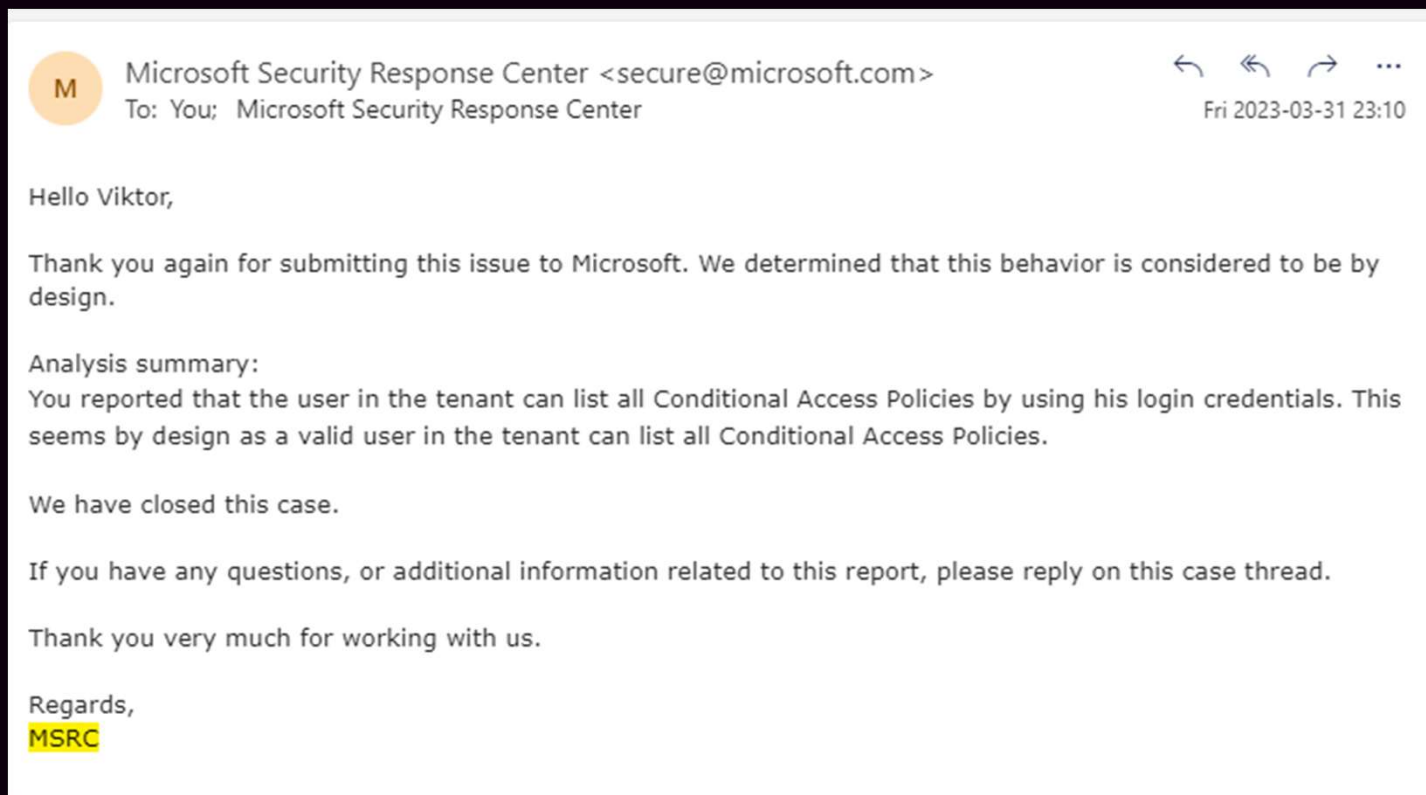 M
Microsoft Security Response Center <secure@microsoft.com>
To: You; Microsoft Security Response Center
Fri 2023-03-31 23:10
Hello Viktor,
Thank you again for submitting this issue to Microsoft. We determined that this behavior is considered to be by
design.
Analysis summary:
You reported that the user in the tenant can list all Conditional Access Policies by using his login credentials. This
seems by design as a valid user in the tenant can list all Conditional Access Policies.
We have closed this case.
If you have any questions, or additional information related to this report, please reply on this case thread.
Thank you very much for working with us.
Regards,
MSRC